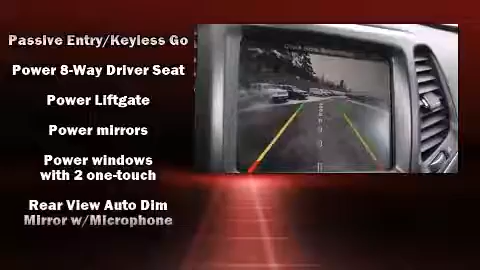 Passive Entry/Keyless Go
Power 8-Way Driver Seat
Power Liftgate
Power mirrors
Power windows
with 2 one-touch
Rear View Auto Dim
Mirror w/Microphone